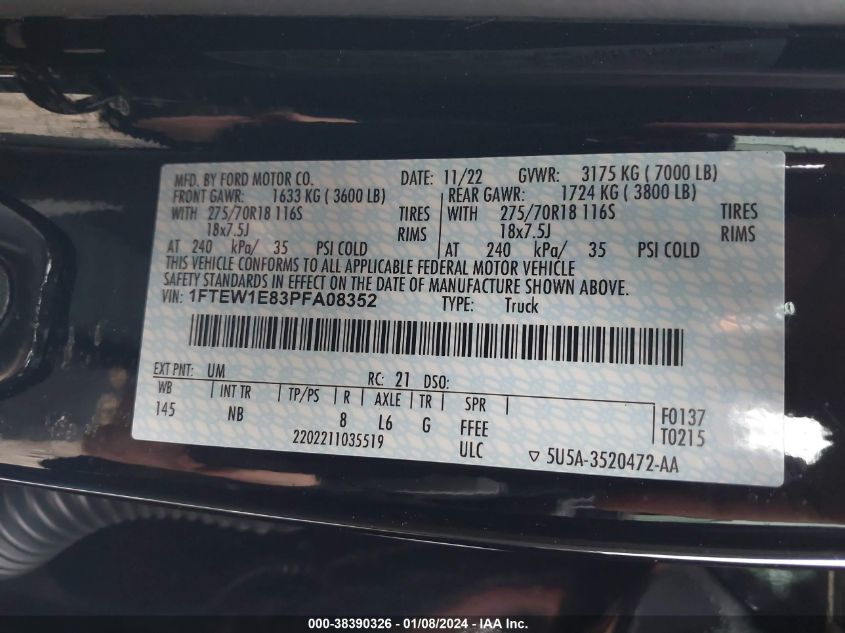 MFD. BY FORD MOTOR CO. DATE: 11/22 GVWR: 3175 KG ( 7000 LB)
FRONT GAWR: 1633 KG ( 3600 LB) REAR GAWR: 1724 KG ( 3800 LB)
WITH 275/70R18 116S TIRES WITH 275/70R18 116S TIRES
18x7.5J RIMS 18x7.5J RIMS
AT 240 kPa/ 35 PSI COLD AT 240 kPa/ 35 PSI COLD
THIS VEHICLE CONFORMS TO ALL APPLICABLE FEDERAL MOTOR VEHICLE
SAFETY STANDARDS IN EFFECT ON THE DATE OF MANUFACTURE SHOWN ABOVE.
VIN: 1FTEW1E83PFA08352 TYPE: Truck
EXT PNT: UM RC: 21 DSO:
WB INT TR TP/PS R AXLE TR SPR
145 NB 8 L6 G FFEE F0137
2202211035519 ULC T0215
5U5A-3520472-AA
000-38390326 - 01/08/2024 - IAA Inc.